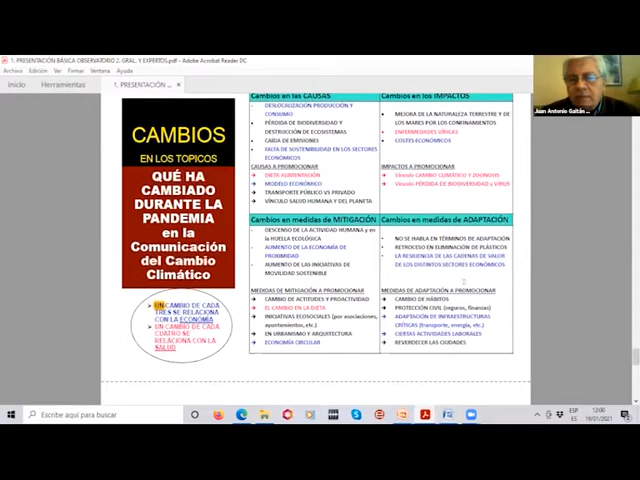 1. PRESENTACIÓN BÁSICA OBSERVATORIO 2. GRAL. Y EXPERTOS.pdf - Adobe Acrobat Reader DC
Archivo Edición Ver Firmar Ventana Ayuda
Inicio Herramientas 1. PRESENTACIÓN ... ×
Juan Antonio Gaitán ...
CAMBIOS
EN LOS TOPICOS
QUÉ HA
CAMBIADO
DURANTE LA
PANDEMIA
en la
Comunicación
del Cambio
Climático
UN CAMBIO DE CADA
TRES SE RELACIONA
CON LA ECONOMÍA
UN CAMBIO DE CADA
CUATRO SE
RELACIONA CON LA
SALUD
Cambios en las CAUSAS
- DESLOCALIZACIÓN PRODUCCIÓN Y
CONSUMO
- PÉRDIDA DE BIODIVERSIDAD Y
DESTRUCCIÓN DE ECOSISTEMAS
- CAÍDA DE EMISIONES
- FALTA DE SOSTENIBILIDAD EN LOS SECTORES
ECONÓMICOS
CAUSAS A PROMOCIONAR
DIETA ALIMENTACIÓN
MODELO ECONÓMICO
TRANSPORTE PÚBLICO VS PRIVADO
VÍNCULO SALUD HUMANA Y DEL PLANETA
Cambios en los IMPACTOS
MEJORA DE LA NATURALEZA TERRESTRE Y DE
LOS MARES POR LOS CONFINAMIENTOS
ENFERMEDADES VÍRICAS
COSTES ECONÓMICOS
IMPACTOS A PROMOCIONAR
Vínculo CAMBIO CLIMÁTICO Y ZOONOSIS
Vínculo PÉRDIDA DE BIODIVERSIDAD y VIRUS
Cambios en medidas de MITIGACIÓN
- DESCENSO DE LA ACTIVIDAD HUMANA y en
la HUELLA ECOLÓGICA
- AUMENTO DE LA ECONOMÍA DE
PROXIMIDAD
- AUMENTO DE LAS INICIATIVAS DE
MOVILIDAD SOSTENIBLE
MEDIDAS DE MITIGACIÓN A PROMOCIONAR
CAMBIO DE ACTITUDES Y PROACTIVIDAD
EL CAMBIO EN LA DIETA
INICIATIVAS ECOSOCIALES (por asociaciones,
ayuntamientos, etc.)
EN URBANISMO Y ARQUITECTURA
ECONOMÍA CIRCULAR
Cambios en medidas de ADAPTACIÓN
NO SE HABLA EN TÉRMINOS DE ADAPTACIÓN
RETROCESO EN ELIMINACIÓN DE PLÁSTICOS
LA RESILIENCIA DE LAS CADENAS DE VALOR
DE LOS DISTINTOS SECTORES ECONÓMICOS
MEDIDAS DE ADAPTACIÓN A PROMOCIONAR
CAMBIO DE HÁBITOS
PROTECCIÓN CIVIL (seguros, finanzas)
ADAPTACIÓN DE INFRAESTRUCTURAS
CRÍTICAS (transporte, energía, etc.)
CIERTAS ACTIVIDADES LABORALES
REVERDECER LAS CIUDADES
Escribe aquí para buscar
ESP 12:00
ES 19/01/2021